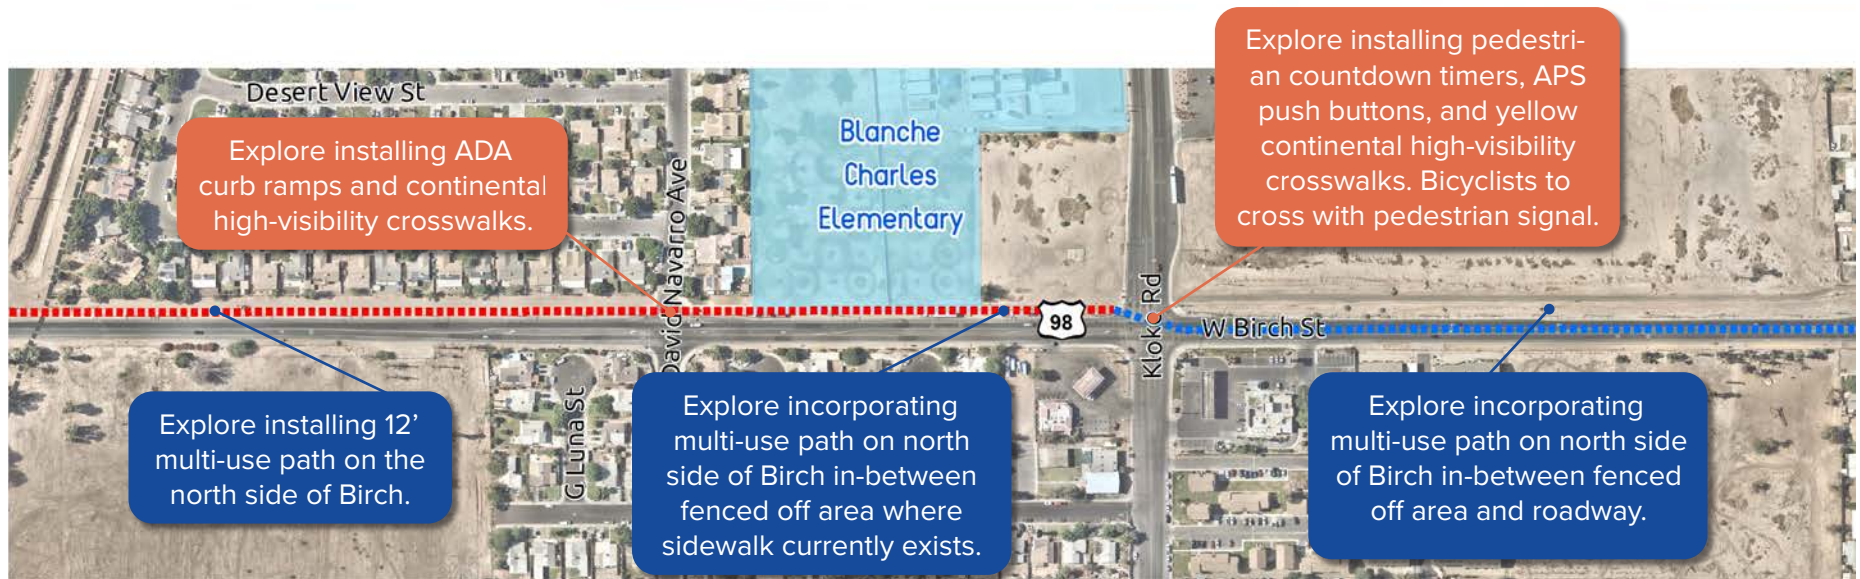 Explore installing pedestri-
an countdown timers, APS
push buttons, and yellow
continental high-visibility
crosswalks. Bicyclists to
cross with pedestrian signal.
Desert View St
Explore installing ADA
curb ramps and continental
high-visibility crosswalks.
Blanche
Charles
Elementary
David Navarro Ave
Kloke Rd
98
W Birch St
G Luna St
Explore installing 12’
multi-use path on the
north side of Birch.
Explore incorporating
multi-use path on north
side of Birch in-between
fenced off area where
sidewalk currently exists.
Explore incorporating
multi-use path on north side
of Birch in-between fenced
off area and roadway.